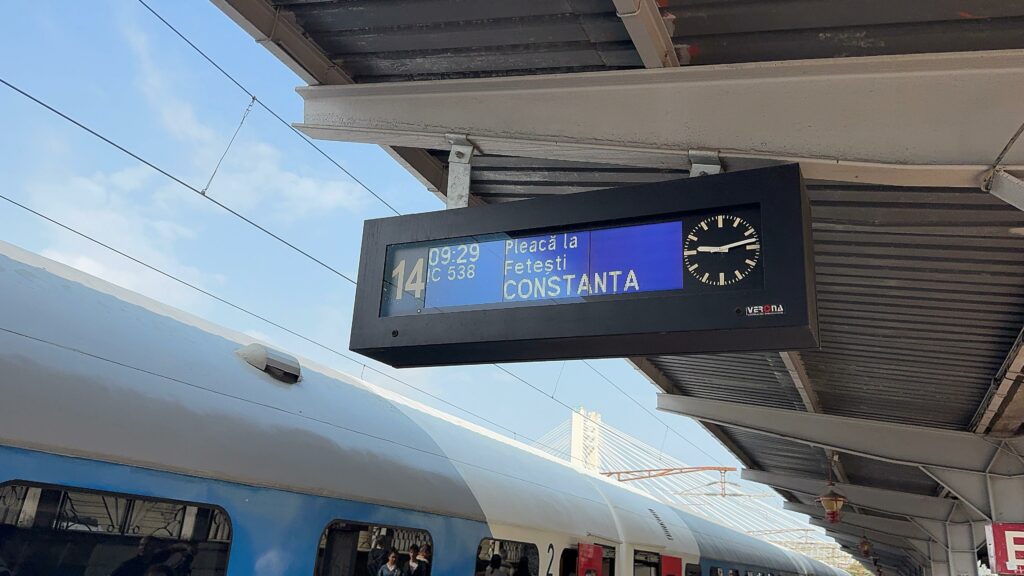 14
09:29
IC 538
Pleacă la
Fetești
CONSTANTA
VERONA
2